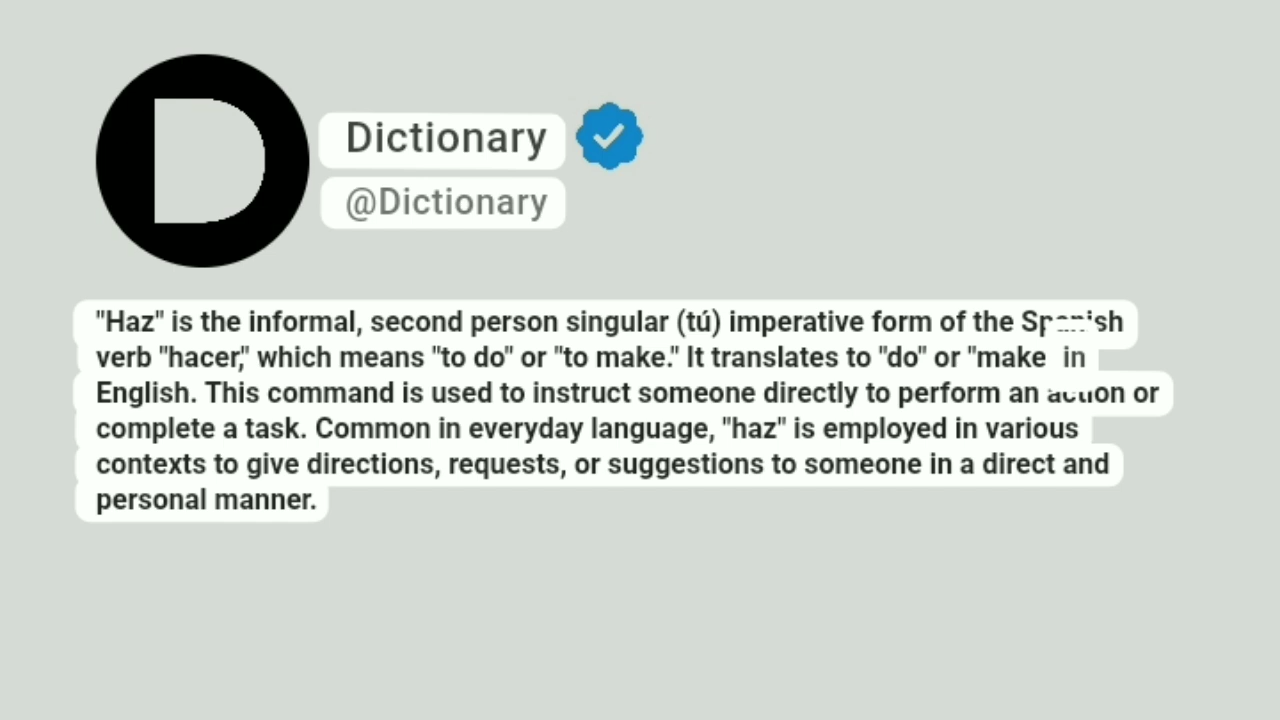 D
Dictionary
@Dictionary
"Haz" is the informal, second person singular (tú) imperative form of the Spanish
verb "hacer," which means "to do" or "to make." It translates to "do" or "make in
English. This command is used to instruct someone directly to perform an action or
complete a task. Common in everyday language, "haz" is employed in various
contexts to give directions, requests, or suggestions to someone in a direct and
personal manner.